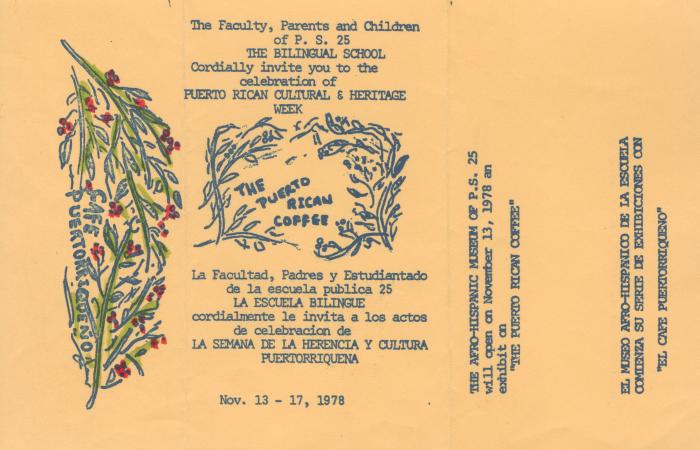 CAFE
PUERTORRIQUENO
The Faculty, Parents and Children
of P. S. 25
THE BILINGUAL SCHOOL
Cordially invite you to the
celebration of
PUERTO RICAN CULTURAL & HERITAGE
WEEK
THE
PUERTO
RICAN
COFFEE
La Facultad, Padres y Estudiantado
de la escuela publica 25
LA ESCUELA BILINGUE
cordialmente le invita a los actos
de celebracion de
LA SEMANA DE LA HERENCIA Y CULTURA
PUERTORRIQUENA
Nov. 13 - 17, 1978
THE AFRO-HISPANIC MUSEUM OF P.S. 25
will open on November 13, 1978 an
exhibit on
"THE PUERTO RICAN COFFEE"
EL MUSEO AFRO-HISPANICO DE LA ESCUELA
COMIENZA SU SERIE DE EXHIBICIONES CON
"EL CAFE PUERTORRIQUENO"